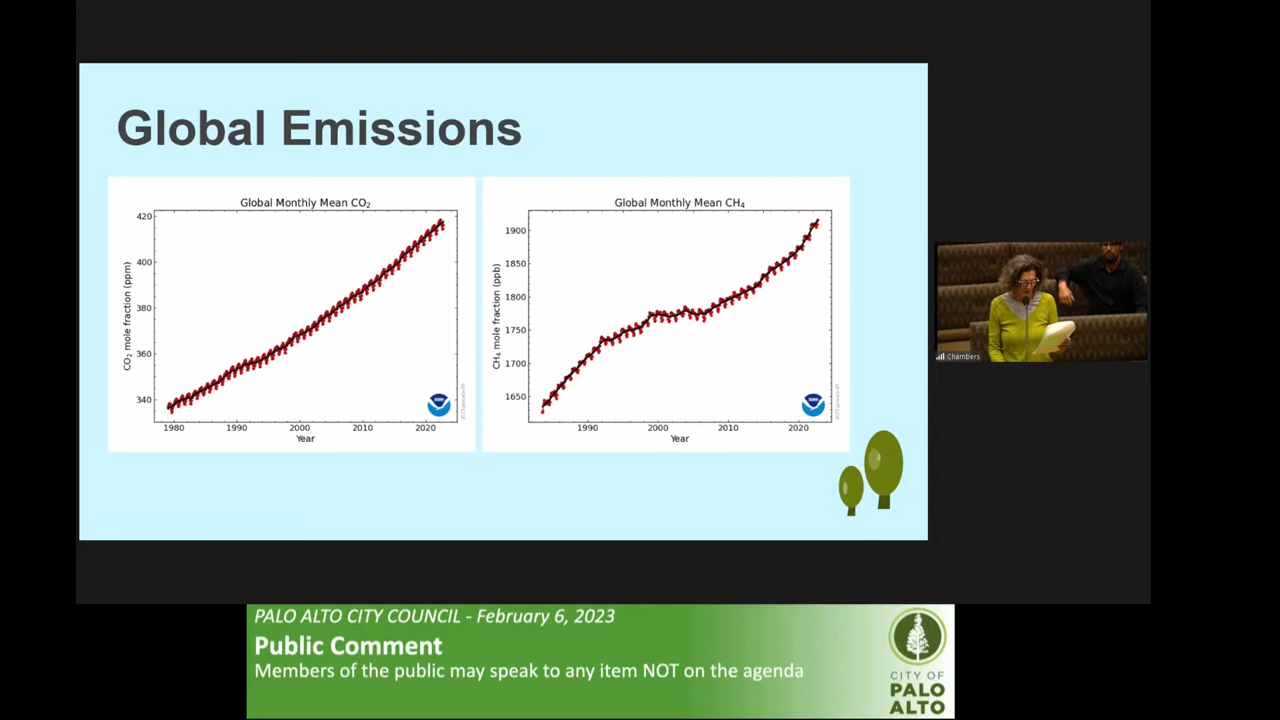 Global Emissions
Global Monthly Mean CO₂
CO₂ mole fraction (ppm)
420
400
380
360
340
1980
1990
2000
2010
2020
Year
Global Monthly Mean CH₄
CH₄ mole fraction (ppb)
1900
1850
1800
1750
1700
1650
1990
2000
2010
2020
Year
Chambers
PALO ALTO CITY COUNCIL - February 6, 2023
Public Comment
Members of the public may speak to any item NOT on the agenda
CITY OF
PALO
ALTO